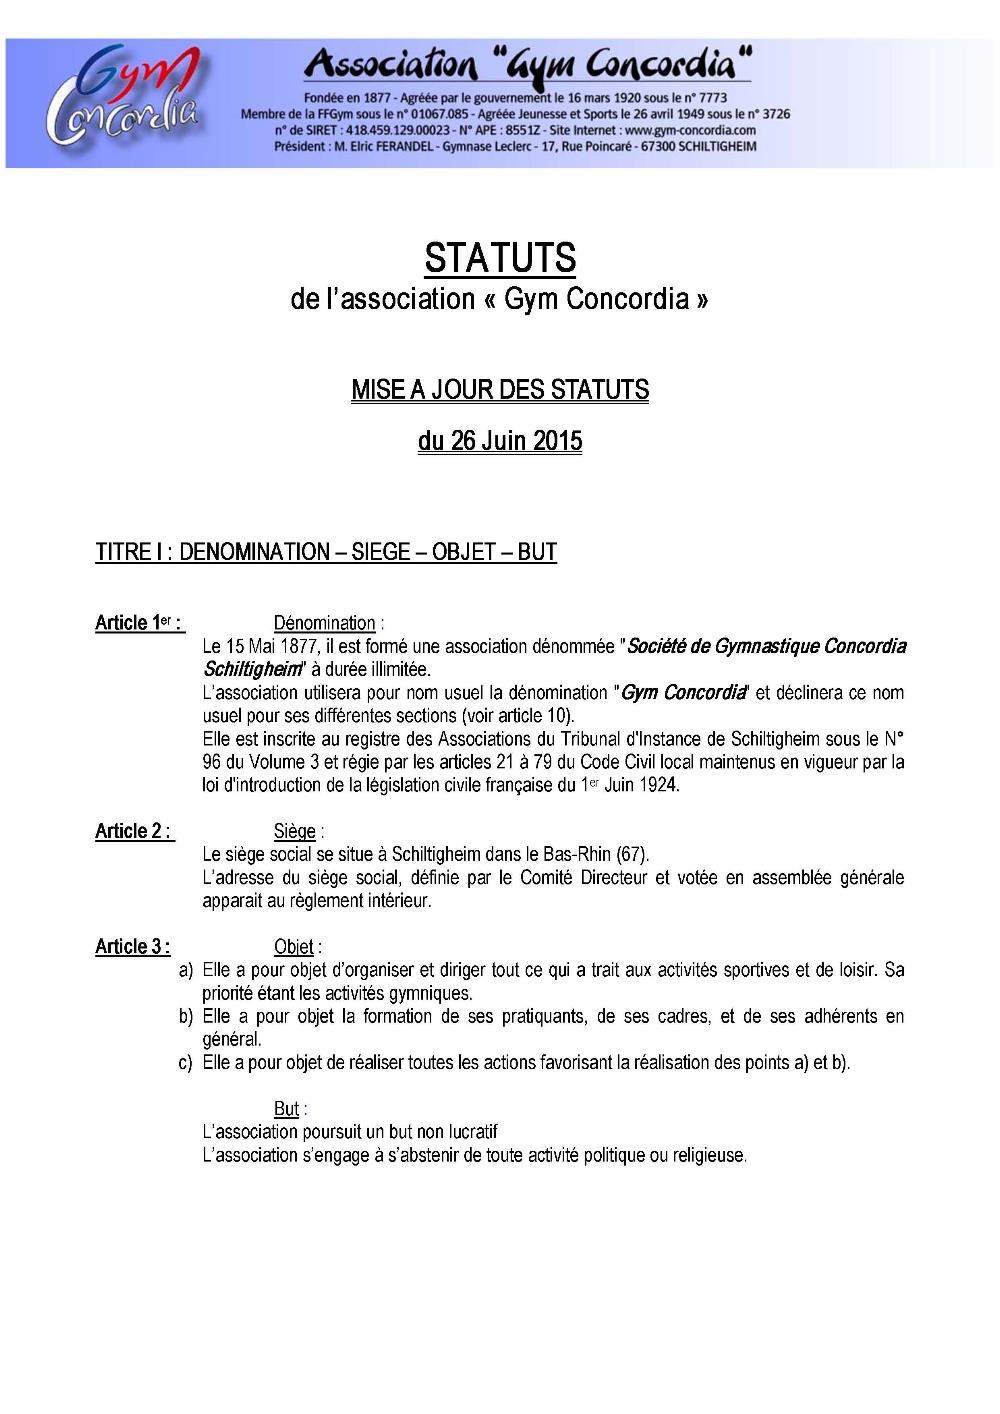 Gym
Concordia
Association "Gym Concordia"
Fondée en 1877 - Agréée par le gouvernement le 16 mars 1920 sous le n° 7773
Membre de la FFGym sous le n° 01067.085 - Agréée Jeunesse et Sports le 26 avril 1949 sous le n° 3726
n° de SIRET : 418.459.129.00023 - N° APE : 8551Z - Site Internet : www.gym-concordia.com
Président : M. Elric FERANDEL - Gymnase Leclerc - 17, Rue Poincaré - 67300 SCHILTIGHEIM
STATUTS
de l'association « Gym Concordia »
MISE A JOUR DES STATUTS
du 26 Juin 2015
TITRE I : DENOMINATION – SIEGE – OBJET – BUT
Article 1er : Dénomination :
Le 15 Mai 1877, il est formé une association dénommée "Société de Gymnastique Concordia
Schiltigheim" à durée illimitée.
L'association utilisera pour nom usuel la dénomination "Gym Concordia" et déclinera ce nom
usuel pour ses différentes sections (voir article 10).
Elle est inscrite au registre des Associations du Tribunal d'Instance de Schiltigheim sous le N°
96 du Volume 3 et régie par les articles 21 à 79 du Code Civil local maintenus en vigueur par la
loi d'introduction de la législation civile française du 1er Juin 1924.
Article 2 : Siège :
Le siège social se situe à Schiltigheim dans le Bas-Rhin (67).
L'adresse du siège social, définie par le Comité Directeur et votée en assemblée générale
apparait au règlement intérieur.
Article 3 : Objet :
a) Elle a pour objet d'organiser et diriger tout ce qui a trait aux activités sportives et de loisir. Sa
priorité étant les activités gymniques.
b) Elle a pour objet la formation de ses pratiquants, de ses cadres, et de ses adhérents en
général.
c) Elle a pour objet de réaliser toutes les actions favorisant la réalisation des points a) et b).
But :
L'association poursuit un but non lucratif
L'association s'engage à s'abstenir de toute activité politique ou religieuse.